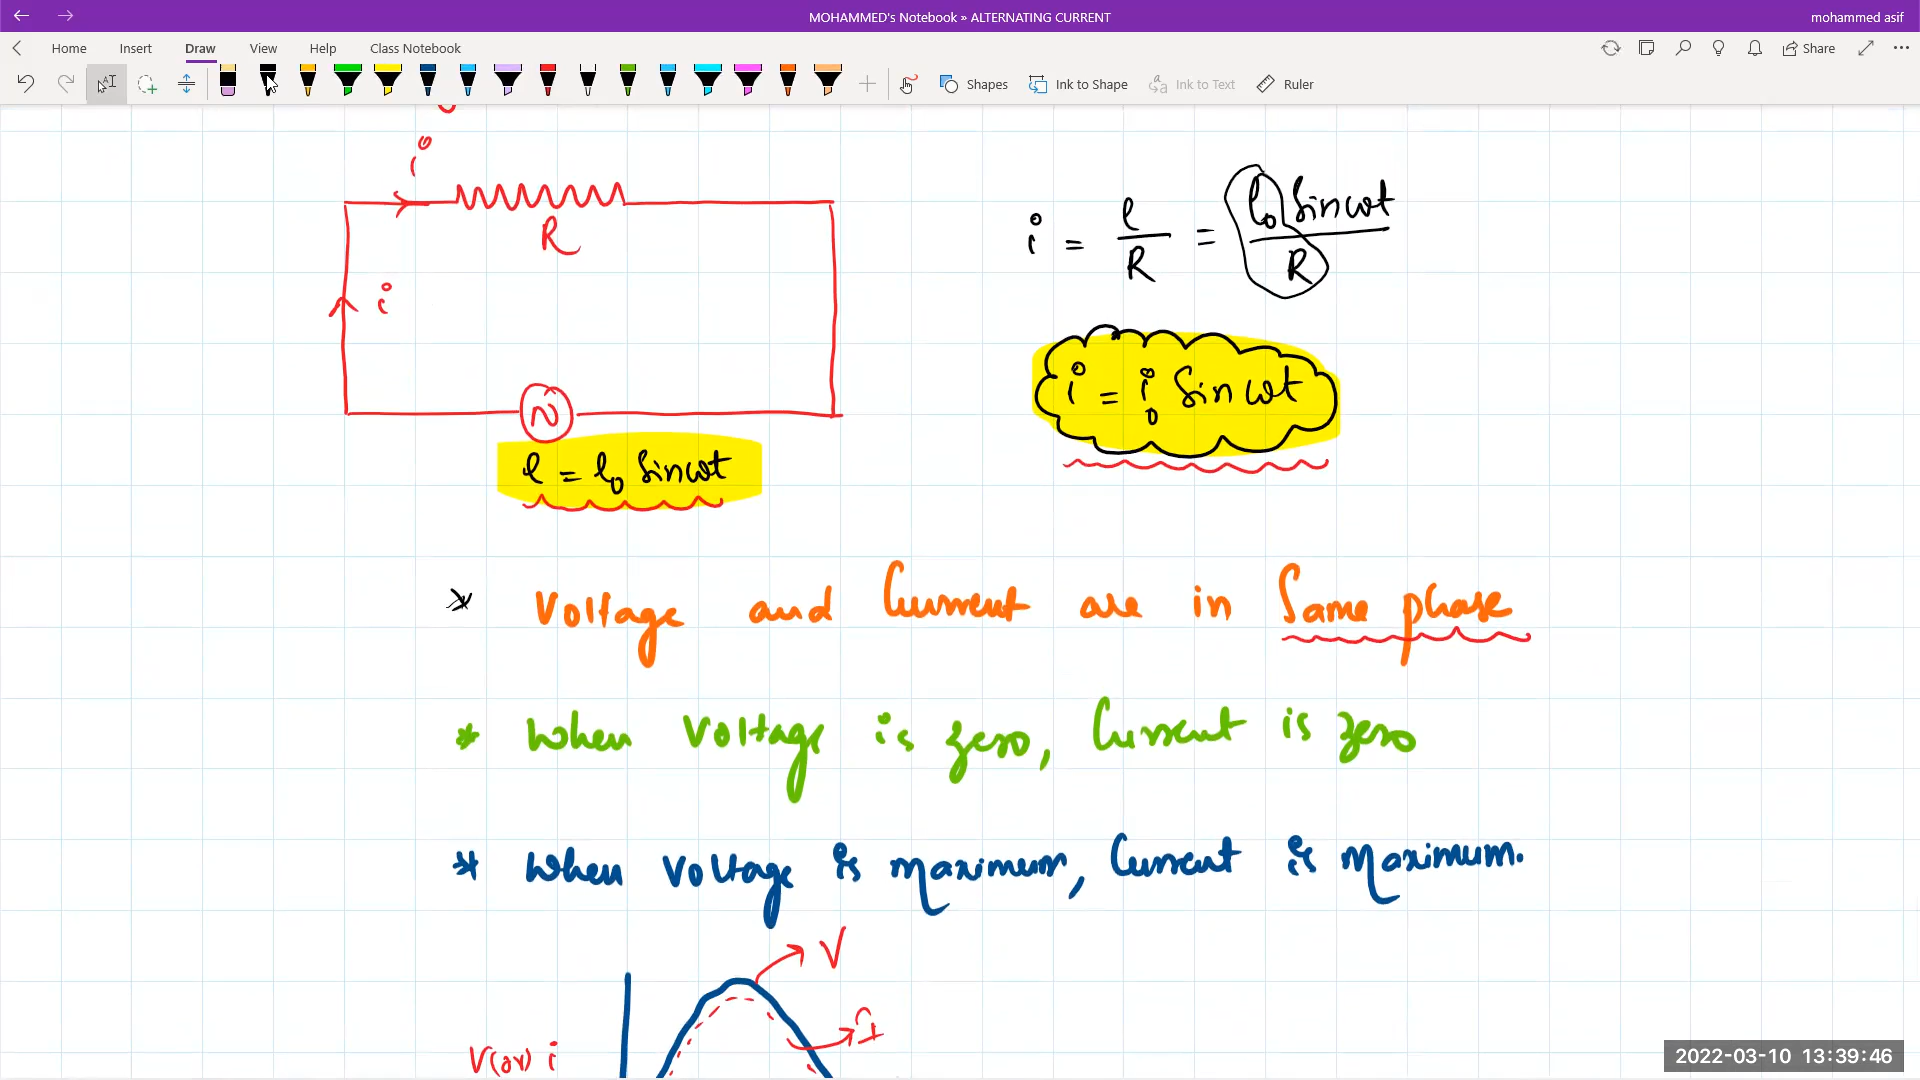 MOHAMMED's Notebook » ALTERNATING CURRENT
mohammed asif
Home Insert Draw View Help Class Notebook
Share
Shapes Ink to Shape Ink to Text Ruler
i
R
i
e = e₀ Sinωt
i = e/R = e₀ Sinωt/R
i = i₀ Sinωt
* Voltage and Current are in Same phase
* When Voltage is zero, Current is zero
* When Voltage is maximum, Current is maximum.
V
I
V(or) i
2022-03-10 13:39:46